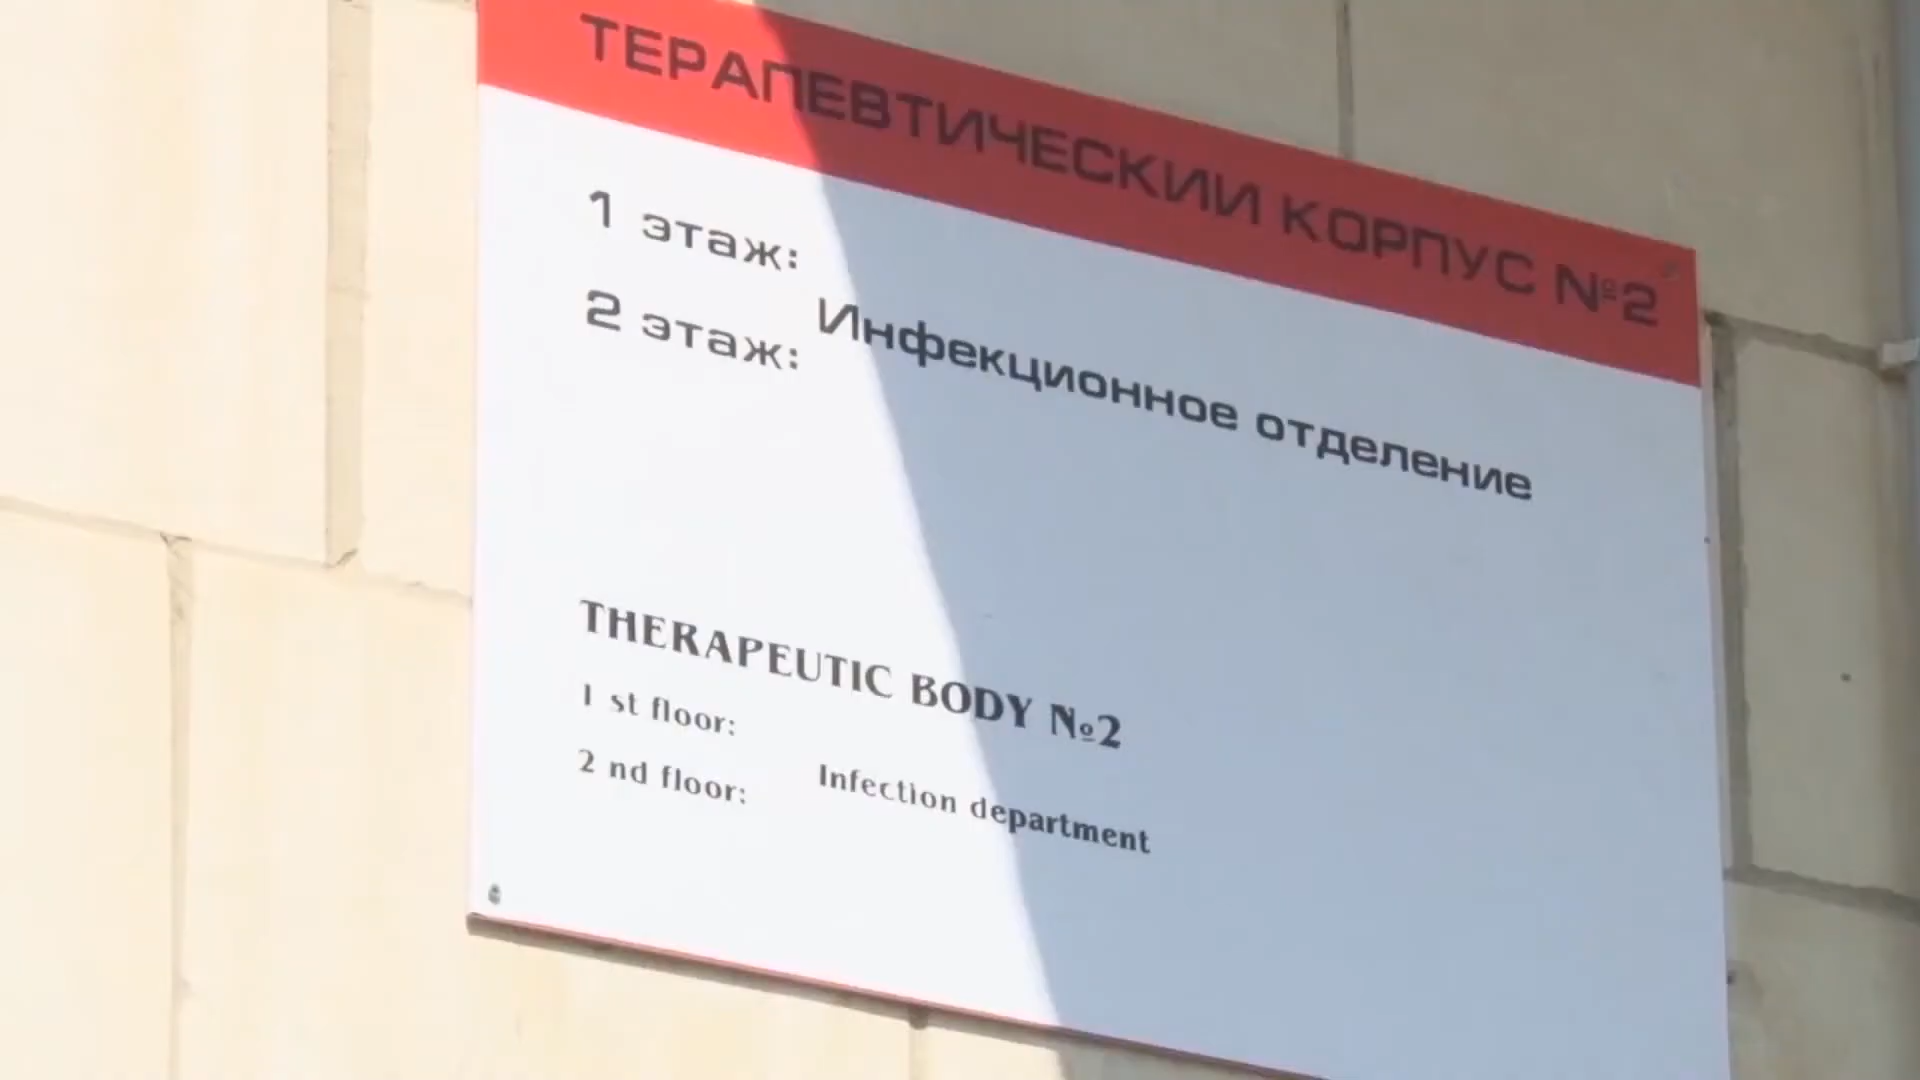 ТЕРАПЕВТИЧЕСКИЙ КОРПУС №2
1 этаж:
Инфекционное отделение
2 этаж:
THERAPEUTIC BODY №2
1 st floor:
Infection department
2 nd floor: